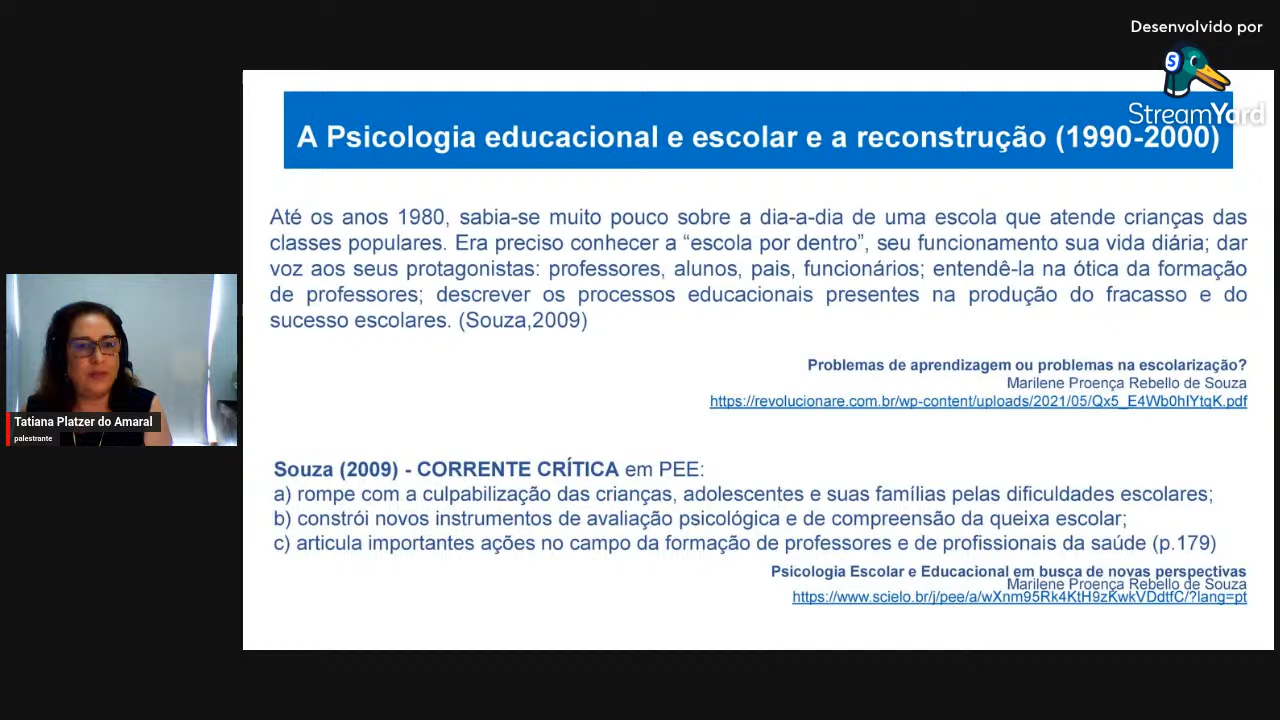 Desenvolvido por
StreamYard
A Psicologia educacional e escolar e a reconstrução (1990-2000)
Até os anos 1980, sabia-se muito pouco sobre a dia-a-dia de uma escola que atende crianças das
classes populares. Era preciso conhecer a “escola por dentro”, seu funcionamento sua vida diária; dar
voz aos seus protagonistas: professores, alunos, pais, funcionários; entendê-la na ótica da formação
de professores; descrever os processos educacionais presentes na produção do fracasso e do
sucesso escolares. (Souza,2009)
Problemas de aprendizagem ou problemas na escolarização?
Marilene Proença Rebello de Souza
https://revolucionare.com.br/wp-content/uploads/2021/05/Qx5_E4Wb0hIYtqK.pdf
Tatiana Platzer do Amaral
palestrante
Souza (2009) - CORRENTE CRÍTICA em PEE:
a) rompe com a culpabilização das crianças, adolescentes e suas famílias pelas dificuldades escolares;
b) constrói novos instrumentos de avaliação psicológica e de compreensão da queixa escolar;
c) articula importantes ações no campo da formação de professores e de profissionais da saúde (p.179)
Psicologia Escolar e Educacional em busca de novas perspectivas
Marilene Proença Rebello de Souza
https://www.scielo.br/j/pee/a/wXnm95Rk4KtH9zKwkVDdtfC/?lang=pt